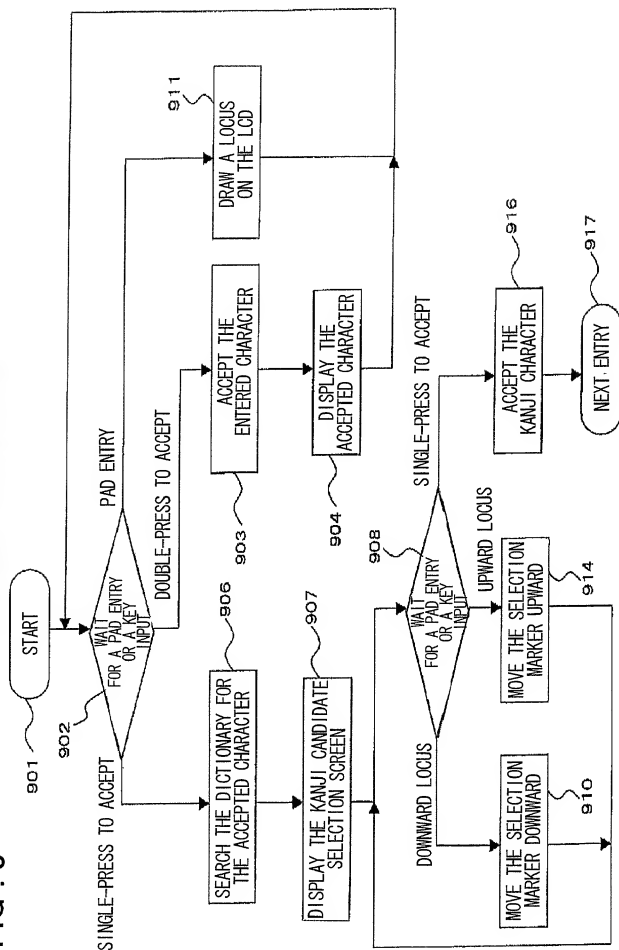 901
START
902
WAIT
FOR A PAD ENTRY
OR A KEY
INPUT
PAD ENTRY
DOUBLE-PRESS TO ACCEPT
SINGLE-PRESS TO ACCEPT
911
DRAW A LOCUS
ON THE LCD
903
ACCEPT THE
ENTERED CHARACTER
904
DISPLAY THE
ACCEPTED CHARACTER
906
SEARCH THE DICTIONARY FOR
THE ACCEPTED CHARACTER
907
DISPLAY THE KANJI CANDIDATE
SELECTION SCREEN
908
WAIT
FOR A PAD ENTRY
OR A KEY
INPUT
SINGLE-PRESS TO ACCEPT
UPWARD LOCUS
DOWNWARD LOCUS
916
ACCEPT THE
KANJI CHARACTER
917
NEXT ENTRY
914
MOVE THE SELECTION
MARKER UPWARD
910
MOVE THE SELECTION
MARKER DOWNWARD